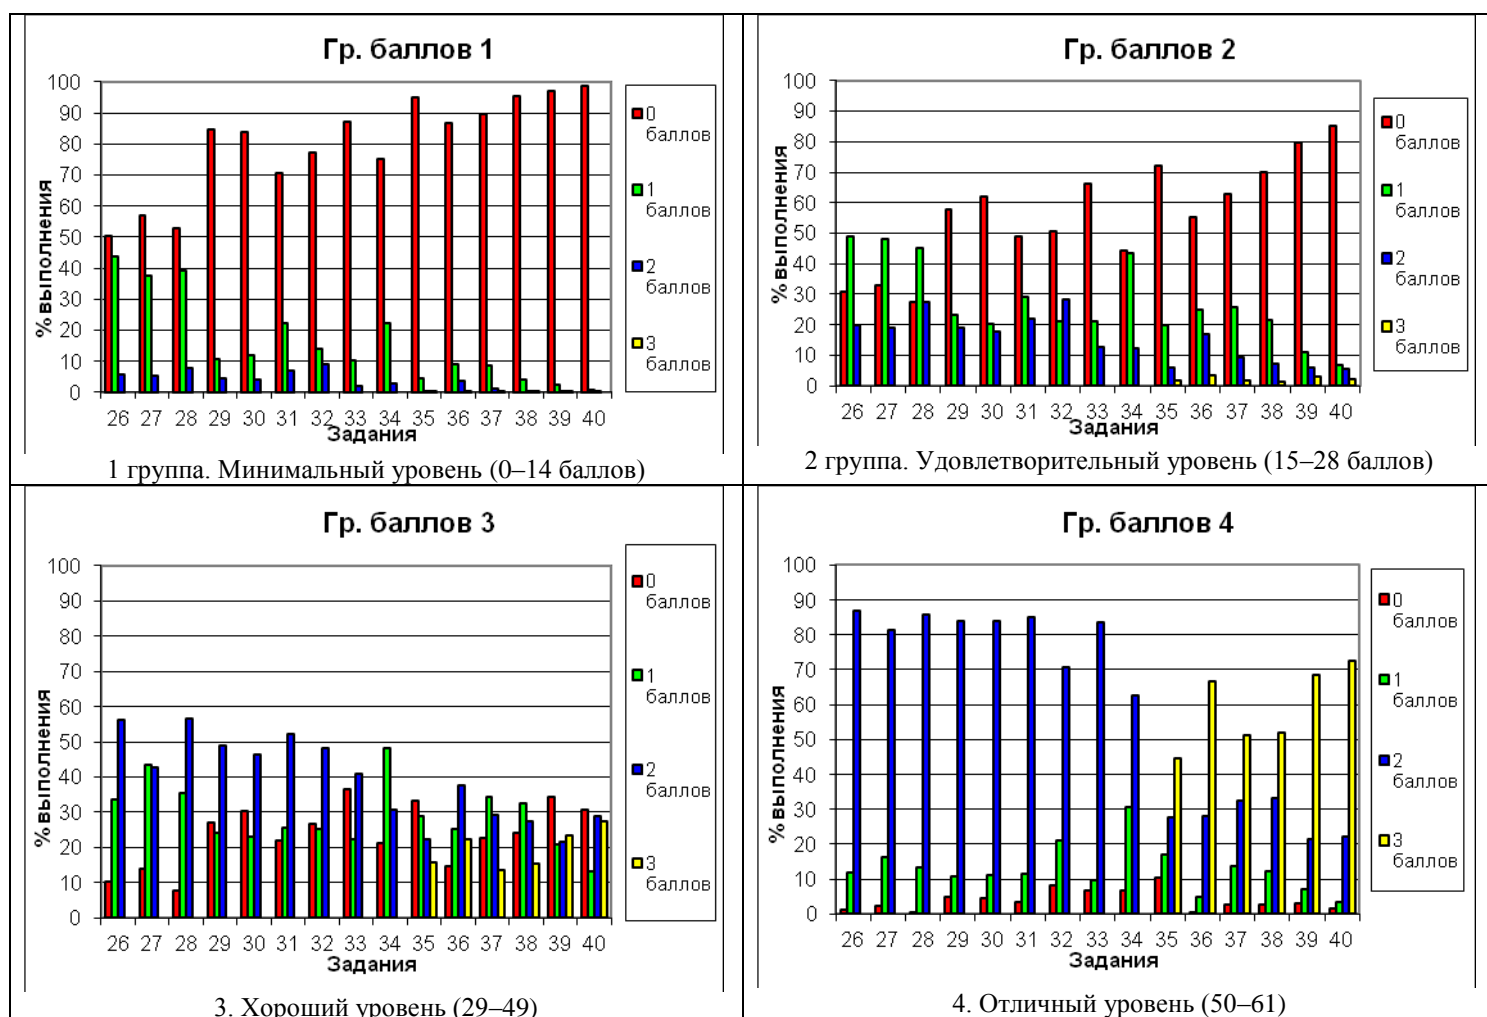 Гр. баллов 1
100
90
80
70
60
50
40
30
20
10
0
% выполнения
26 27 28 29 30 31 32 33 34 35 36 37 38 39 40
Задания
0
баллов
1
баллов
2
баллов
3
баллов
1 группа. Минимальный уровень (0–14 баллов)
Гр. баллов 2
100
90
80
70
60
50
40
30
20
10
0
% выполнения
26 27 28 29 30 31 32 33 34 35 36 37 38 39 40
Задания
0
баллов
1
баллов
2
баллов
3
баллов
2 группа. Удовлетворительный уровень (15–28 баллов)
Гр. баллов 3
100
90
80
70
60
50
40
30
20
10
0
% выполнения
26 27 28 29 30 31 32 33 34 35 36 37 38 39 40
Задания
0
баллов
1
баллов
2
баллов
3
баллов
3. Хороший уровень (29–49)
Гр. баллов 4
100
90
80
70
60
50
40
30
20
10
0
% выполнения
26 27 28 29 30 31 32 33 34 35 36 37 38 39 40
Задания
0
баллов
1
баллов
2
баллов
3
баллов
4. Отличный уровень (50–61)